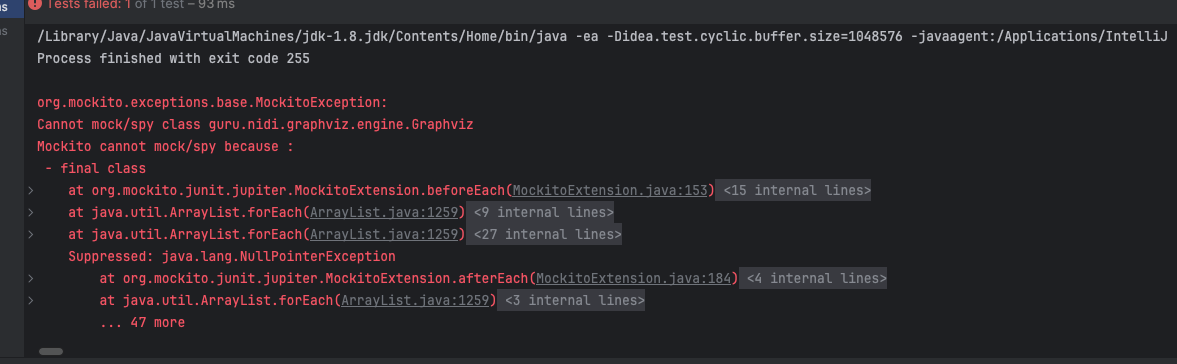 Tests failed: 1 of 1 test – 93 ms
/Library/Java/JavaVirtualMachines/jdk-1.8.jdk/Contents/Home/bin/java -ea -Didea.test.cyclic.buffer.size=1048576 -javaagent:/Applications/IntelliJ
Process finished with exit code 255
org.mockito.exceptions.base.MockitoException:
Cannot mock/spy class guru.nidi.graphviz.engine.Graphviz
Mockito cannot mock/spy because :
- final class
at org.mockito.junit.jupiter.MockitoExtension.beforeEach(MockitoExtension.java:153) <15 internal lines>
at java.util.ArrayList.forEach(ArrayList.java:1259) <9 internal lines>
at java.util.ArrayList.forEach(ArrayList.java:1259) <27 internal lines>
Suppressed: java.lang.NullPointerException
at org.mockito.junit.jupiter.MockitoExtension.afterEach(MockitoExtension.java:184) <4 internal lines>
at java.util.ArrayList.forEach(ArrayList.java:1259) <3 internal lines>
... 47 more